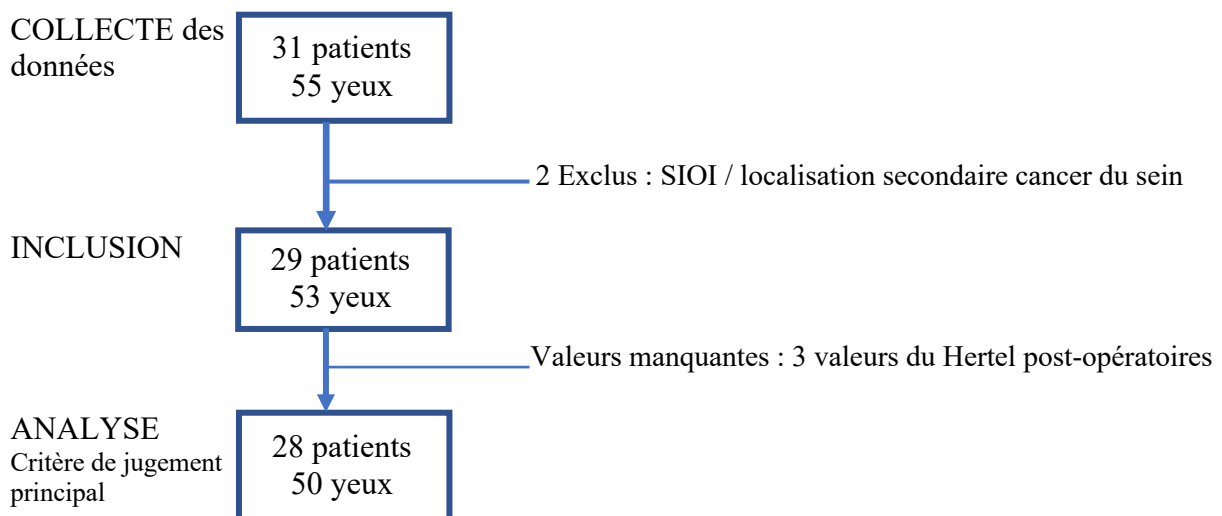 COLLECTE des
données
31 patients
55 yeux
2 Exclus : SIOI / localisation secondaire cancer du sein
INCLUSION
29 patients
53 yeux
Valeurs manquantes : 3 valeurs du Hertel post-opératoires
ANALYSE
Critère de jugement
principal
28 patients
50 yeux